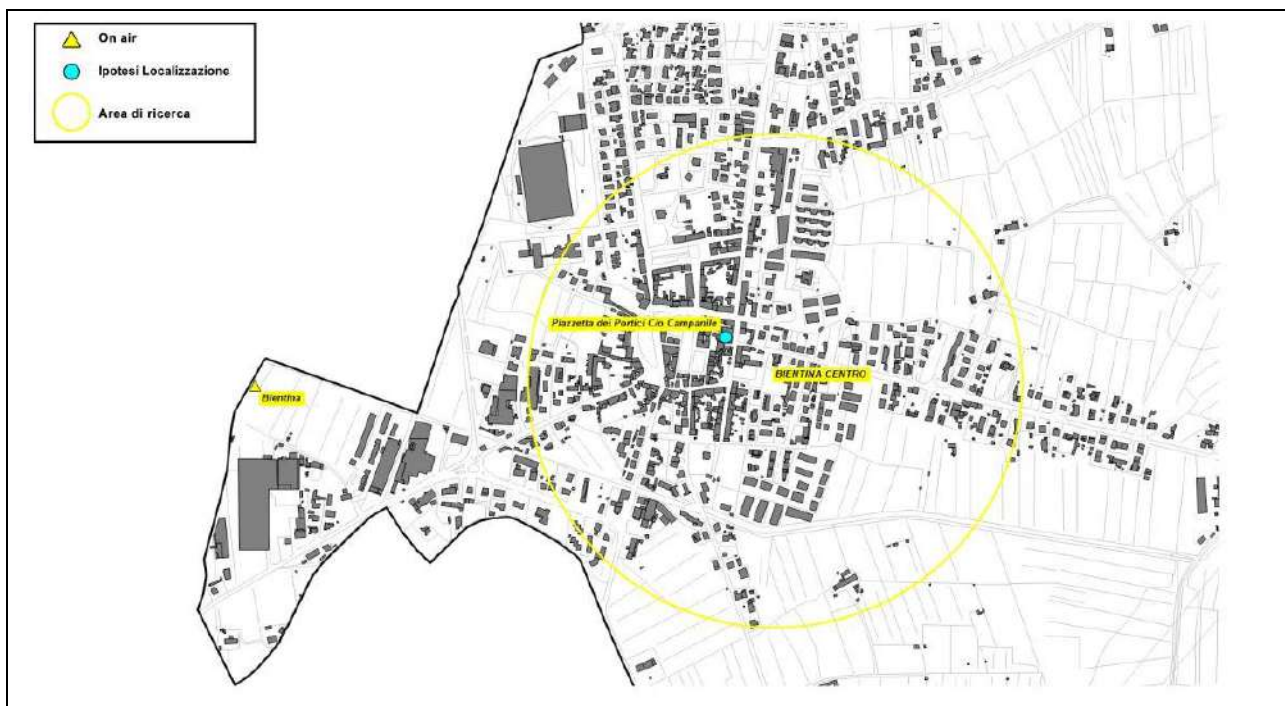 On air
Ipotesi Localizzazione
Area di ricerca
Piazzetta dei Portici C/o Campanile
BIENTINA CENTRO
Bientina